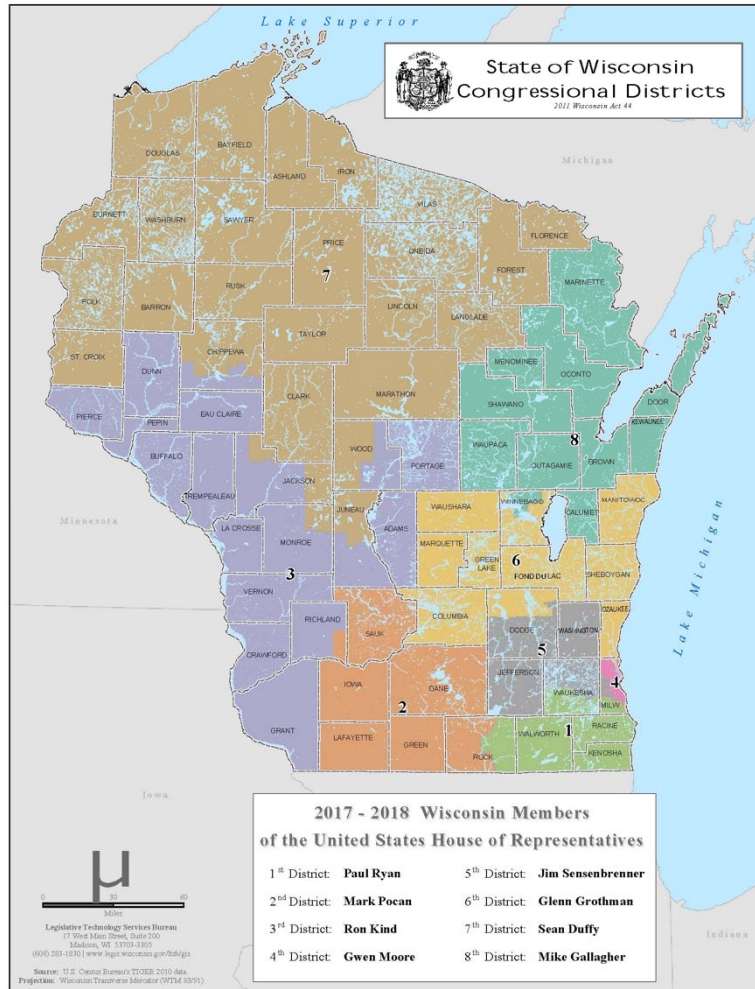 Lake Superior
State of Wisconsin
Congressional Districts
2011 Wisconsin Act 44
Michigan
DOUGLAS
BAYFIELD
ASHLAND
IRON
VILAS
BURNETT
WASHBURN
SAWYER
PRICE
ONEIDA
FLORENCE
FOREST
MARINETTE
7
POLK
BARRON
RUSK
LINCOLN
LANGLADE
TAYLOR
ST. CROIX
CHIPPEWA
MENOMINEE
OCONTO
DUNN
CLARK
MARATHON
SHAWANO
DOOR
PIERCE
PEPIN
EAU CLAIRE
KEWAUNEE
BUFFALO
WOOD
PORTAGE
WAUPACA
8
OUTAGAMIE
BROWN
TREMPEALEAU
JACKSON
Minnesota
LA CROSSE
MONROE
JUNEAU
ADAMS
WAUSHARA
WINNEBAGO
CALUMET
MANITOWOC
MARQUETTE
GREEN
LAKE
6
FOND DU LAC
SHEBOYGAN
3
VERNON
Lake Michigan
RICHLAND
SAUK
COLUMBIA
DODGE
WASHINGTON
OZAUKEE
CRAWFORD
5
IOWA
DANE
JEFFERSON
WAUKESHA
4
MILW.
2
GRANT
LAFAYETTE
GREEN
ROCK
WALWORTH
1
RACINE
KENOSHA
Iowa
Indiana
2017 - 2018 Wisconsin Members
of the United States House of Representatives
1st District: Paul Ryan
2nd District: Mark Pocan
3rd District: Ron Kind
4th District: Gwen Moore
5th District: Jim Sensenbrenner
6th District: Glenn Grothman
7th District: Sean Duffy
8th District: Mike Gallagher
µ
0 30 60
Miles
Legislative Technology Services Bureau
17 West Main Street, Suite 200
Madison, WI 53703-3305
(608) 283-1830 | www.legis.wisconsin.gov/ltsb/gis
Source: U.S. Census Bureau's TIGER 2010 data
Projection: Wisconsin Transverse Mercator (WTM 83/91)